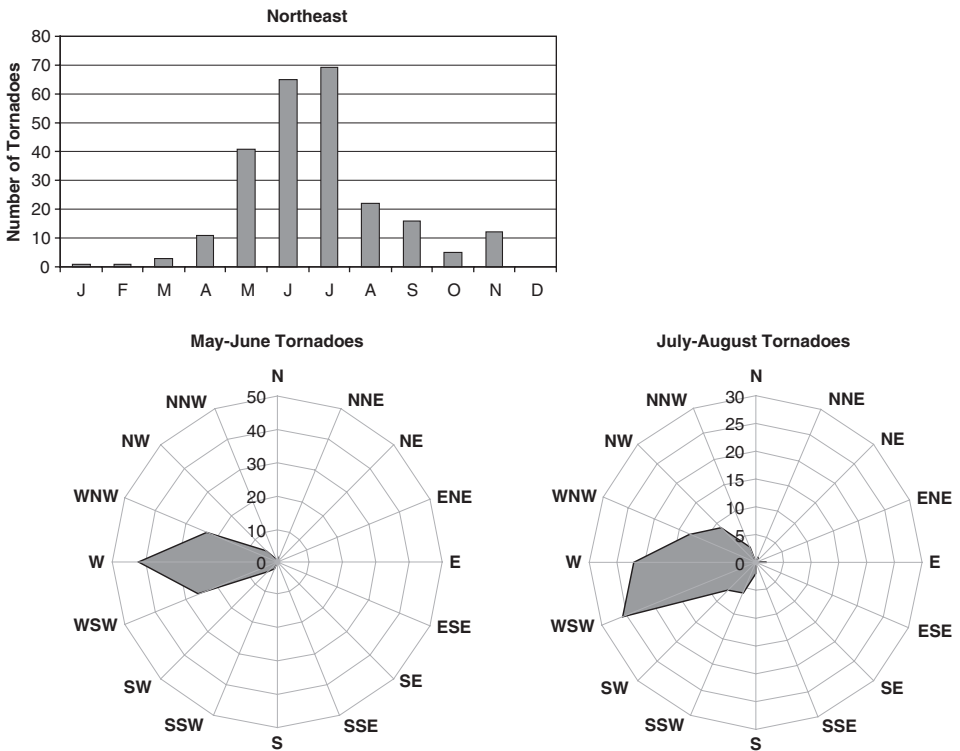 Northeast
Number of Tornadoes
80
70
60
50
40
30
20
10
0
J F M A M J J A S O N D
May-June Tornadoes
N
NNE
NE
ENE
E
ESE
SE
SSE
S
SSW
SW
WSW
W
WNW
NW
NNW
50
40
30
20
10
0
July-August Tornadoes
N
NNE
NE
ENE
E
ESE
SE
SSE
S
SSW
SW
WSW
W
WNW
NW
NNW
30
25
20
15
10
5
0